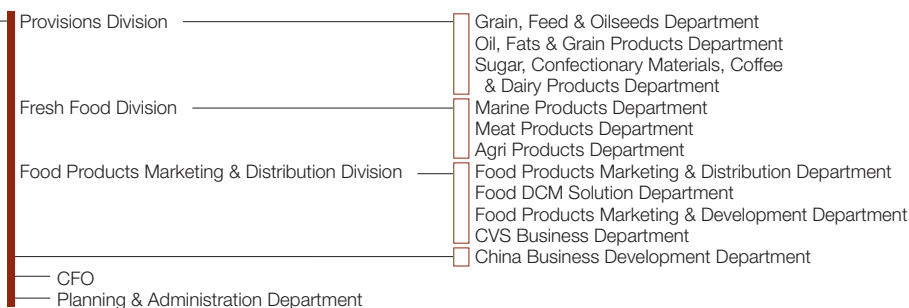 Provisions Division
Grain, Feed & Oilseeds Department
Oil, Fats & Grain Products Department
Sugar, Confectionary Materials, Coffee
& Dairy Products Department
Fresh Food Division
Marine Products Department
Meat Products Department
Agri Products Department
Food Products Marketing & Distribution Division
Food Products Marketing & Distribution Department
Food DCM Solution Department
Food Products Marketing & Development Department
CVS Business Department
China Business Development Department
CFO
Planning & Administration Department